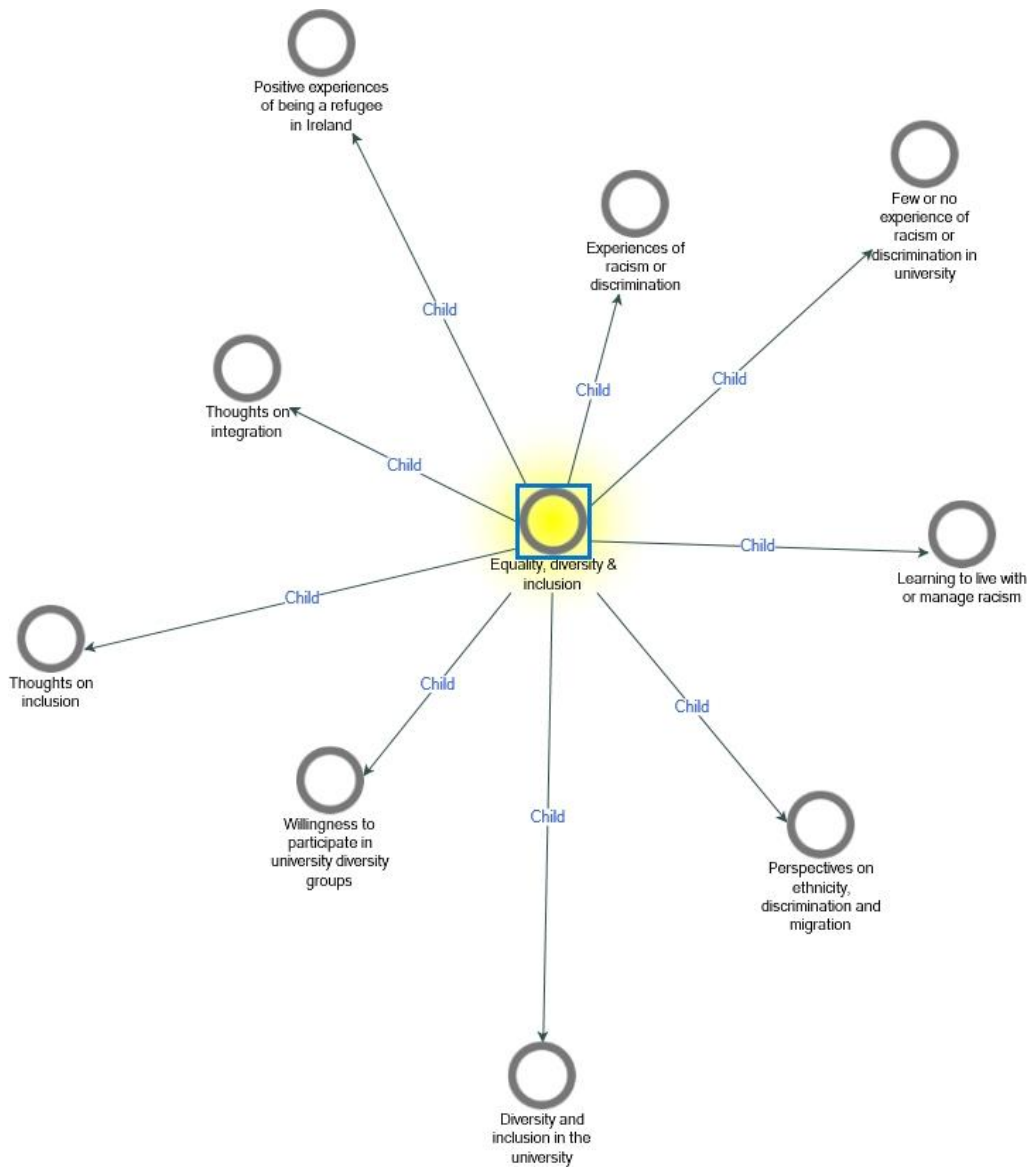 Positive experiences
of being a refugee
in Ireland
Few or no
experience of
racism or
discrimination in
university
Experiences of
racism or
discrimination
Child
Child
Child
Thoughts on
integration
Child
Equality, diversity &
inclusion
Child
Learning to live with
or manage racism
Child
Thoughts on
inclusion
Child
Child
Willingness to
participate in
university diversity
groups
Child
Perspectives on
ethnicity,
discrimination and
migration
Diversity and
inclusion in the
university